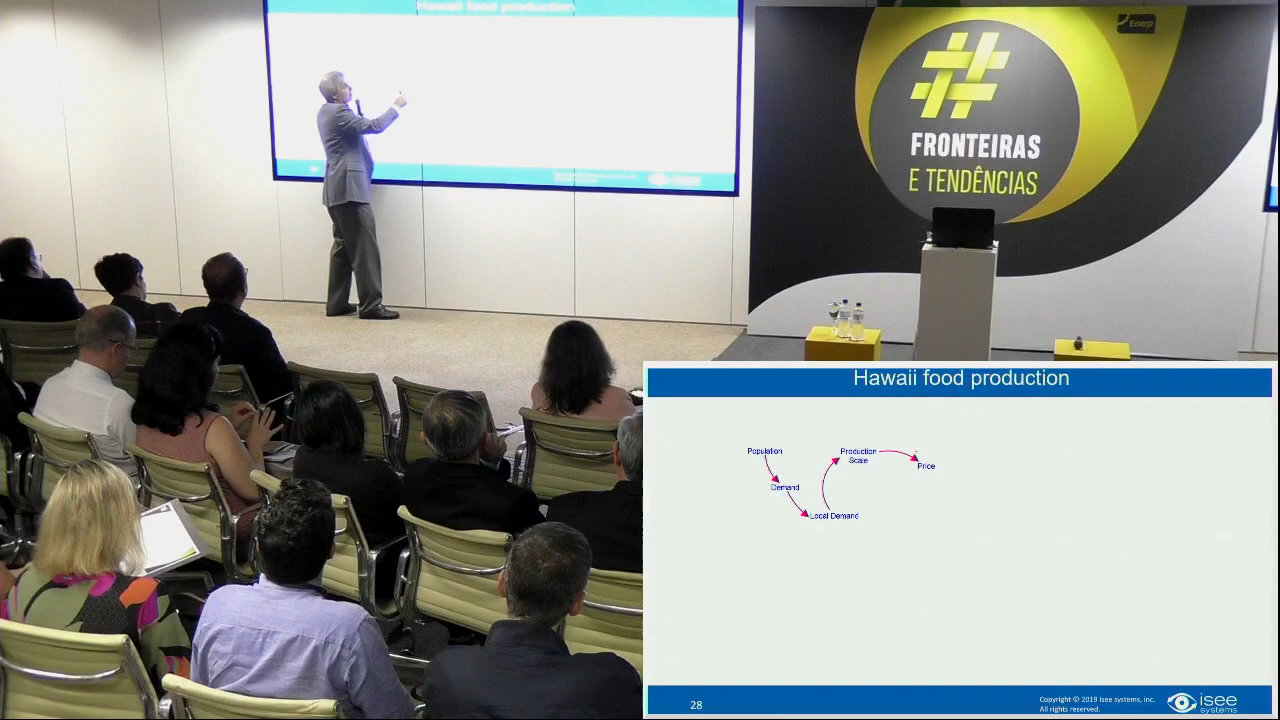 Hawaii food production
Enap
#
FRONTEIRAS
E TENDÊNCIAS
Hawaii food production
Population
Production
Scale
Price
Demand
Local Demand
28
Copyright © 2019 isee systems, inc.
All rights reserved.
isee
systems